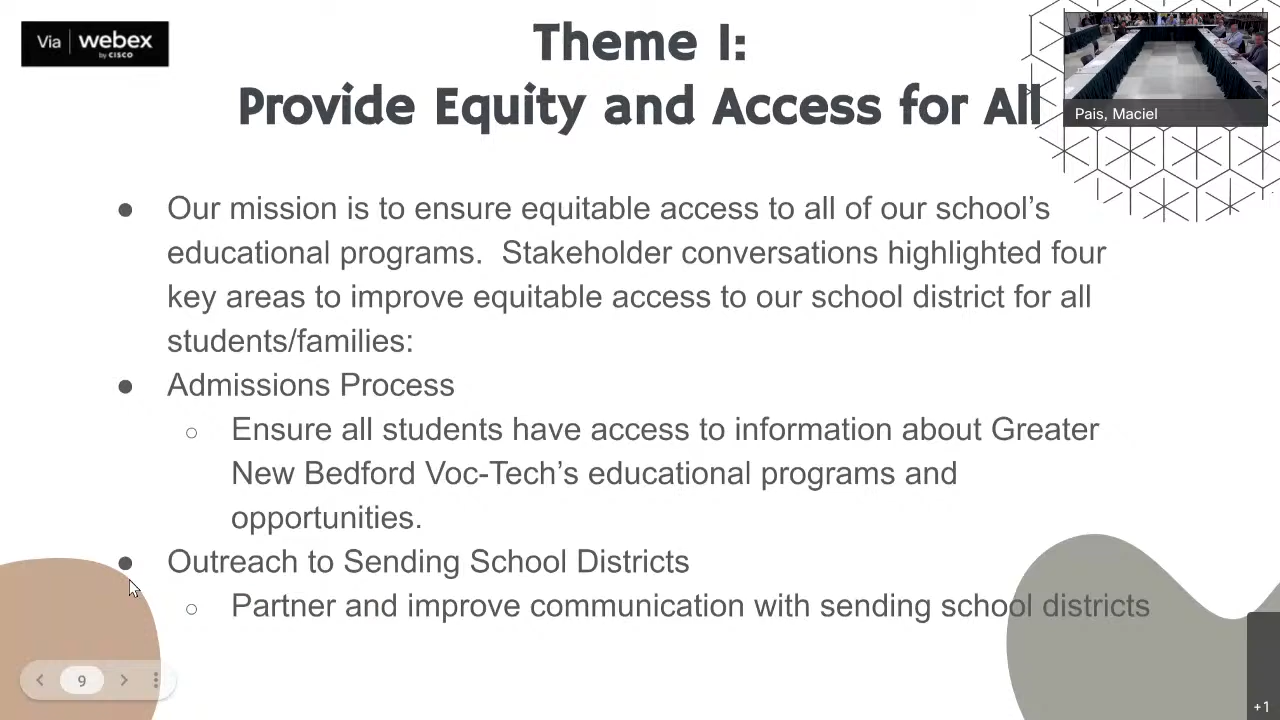 Via webex
by CISCO
Theme I:
Provide Equity and Access for All
Pais, Maciel
● Our mission is to ensure equitable access to all of our school’s
educational programs.  Stakeholder conversations highlighted four
key areas to improve equitable access to our school district for all
students/families:
● Admissions Process
○ Ensure all students have access to information about Greater
New Bedford Voc-Tech’s educational programs and
opportunities.
● Outreach to Sending School Districts
○ Partner and improve communication with sending school districts
9
+1